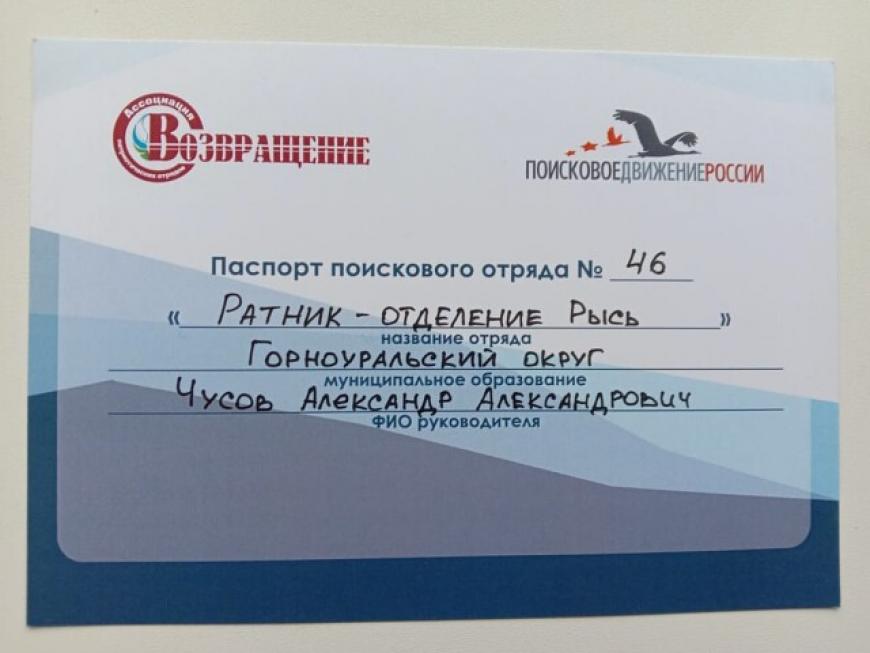 Ассоциация
ВОЗВРАЩЕНИЕ
патриотических отрядов
ПОИСКОВОЕДВИЖЕНИЕРОССИИ
Паспорт поискового отряда № 46
« РАТНИК - ОТДЕЛЕНИЕ РЫСЬ »
название отряда
ГОРНОУРАЛЬСКИЙ ОКРУГ
муниципальное образование
ЧУСОВ АЛЕКСАНДР АЛЕКСАНДРОВИЧ
ФИО руководителя